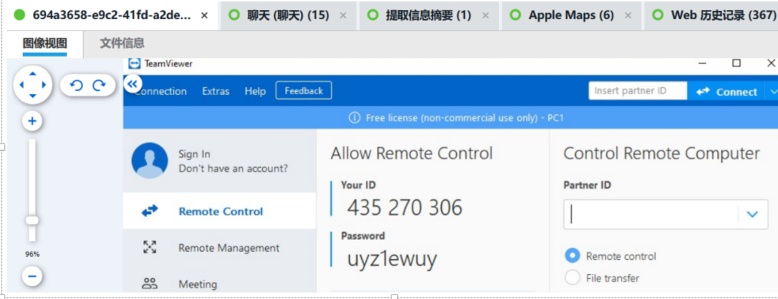 694a3658-e9c2-41fd-a2de... × 聊天 (聊天) (15) × 提取信息摘要 (1) × Apple Maps (6) × Web 历史记录 (367)
图像视图 文件信息
TeamViewer
onnection Extras Help Feedback Insert partner ID Connect
Free license (non-commercial use only) - PC1
Sign In
Don't have an account?
Remote Control
Remote Management
Meeting
Allow Remote Control
Your ID
435 270 306
Password
uyz1ewuy
Control Remote Computer
Partner ID
Remote control
File transfer
96%